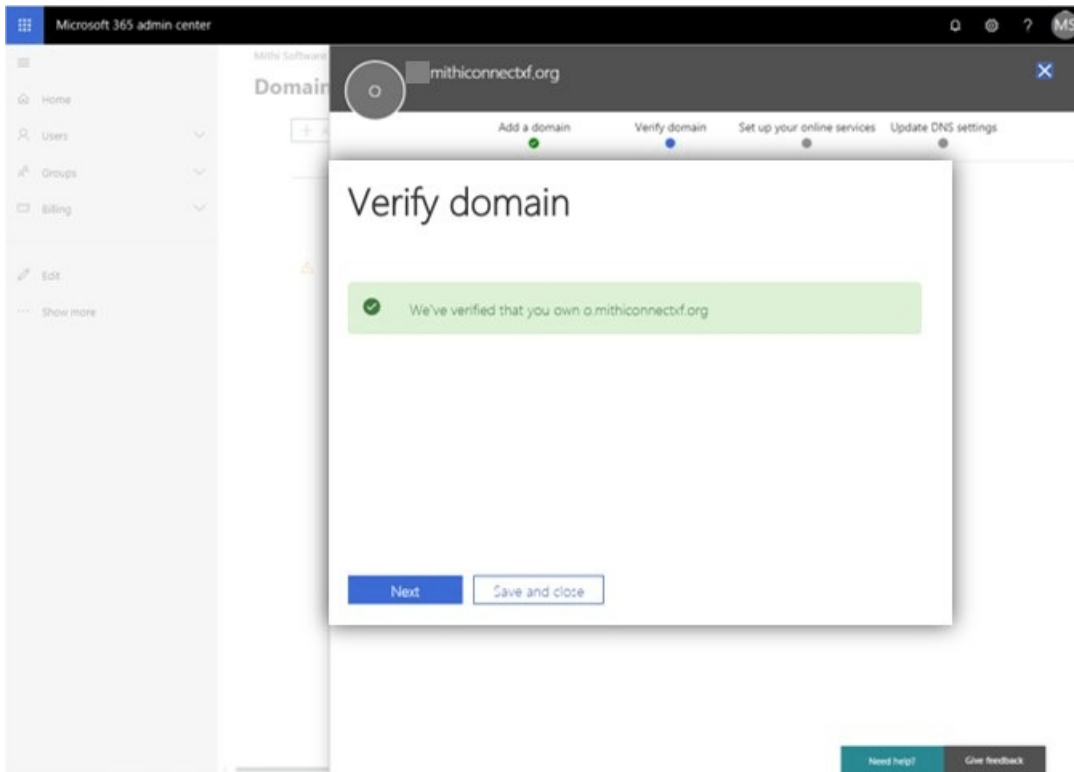 Microsoft 365 admin center
?
MS
Mithi Software
Domain
Home
Users
Groups
Billing
Edit
Show more
O
mithiconnectxf.org
Add a domain
Verify domain
Set up your online services
Update DNS settings
Verify domain
We've verified that you own o.mithiconnectxf.org
Next
Save and close
Need help?
Give feedback